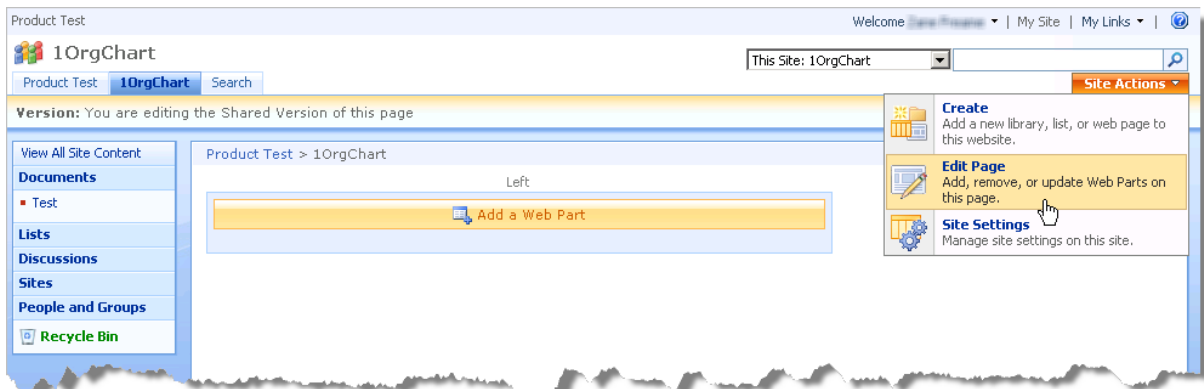 Product Test
Welcome ▼ | My Site | My Links ▼ |
1OrgChart
This Site: 1OrgChart
Product Test 1OrgChart Search
Site Actions
Version: You are editing the Shared Version of this page
Create
Add a new library, list, or web page to
this website.
View All Site Content
Product Test > 1OrgChart
Edit Page
Add, remove, or update Web Parts on
this page.
Documents
Left
Test
Add a Web Part
Site Settings
Manage site settings on this site.
Lists
Discussions
Sites
People and Groups
Recycle Bin